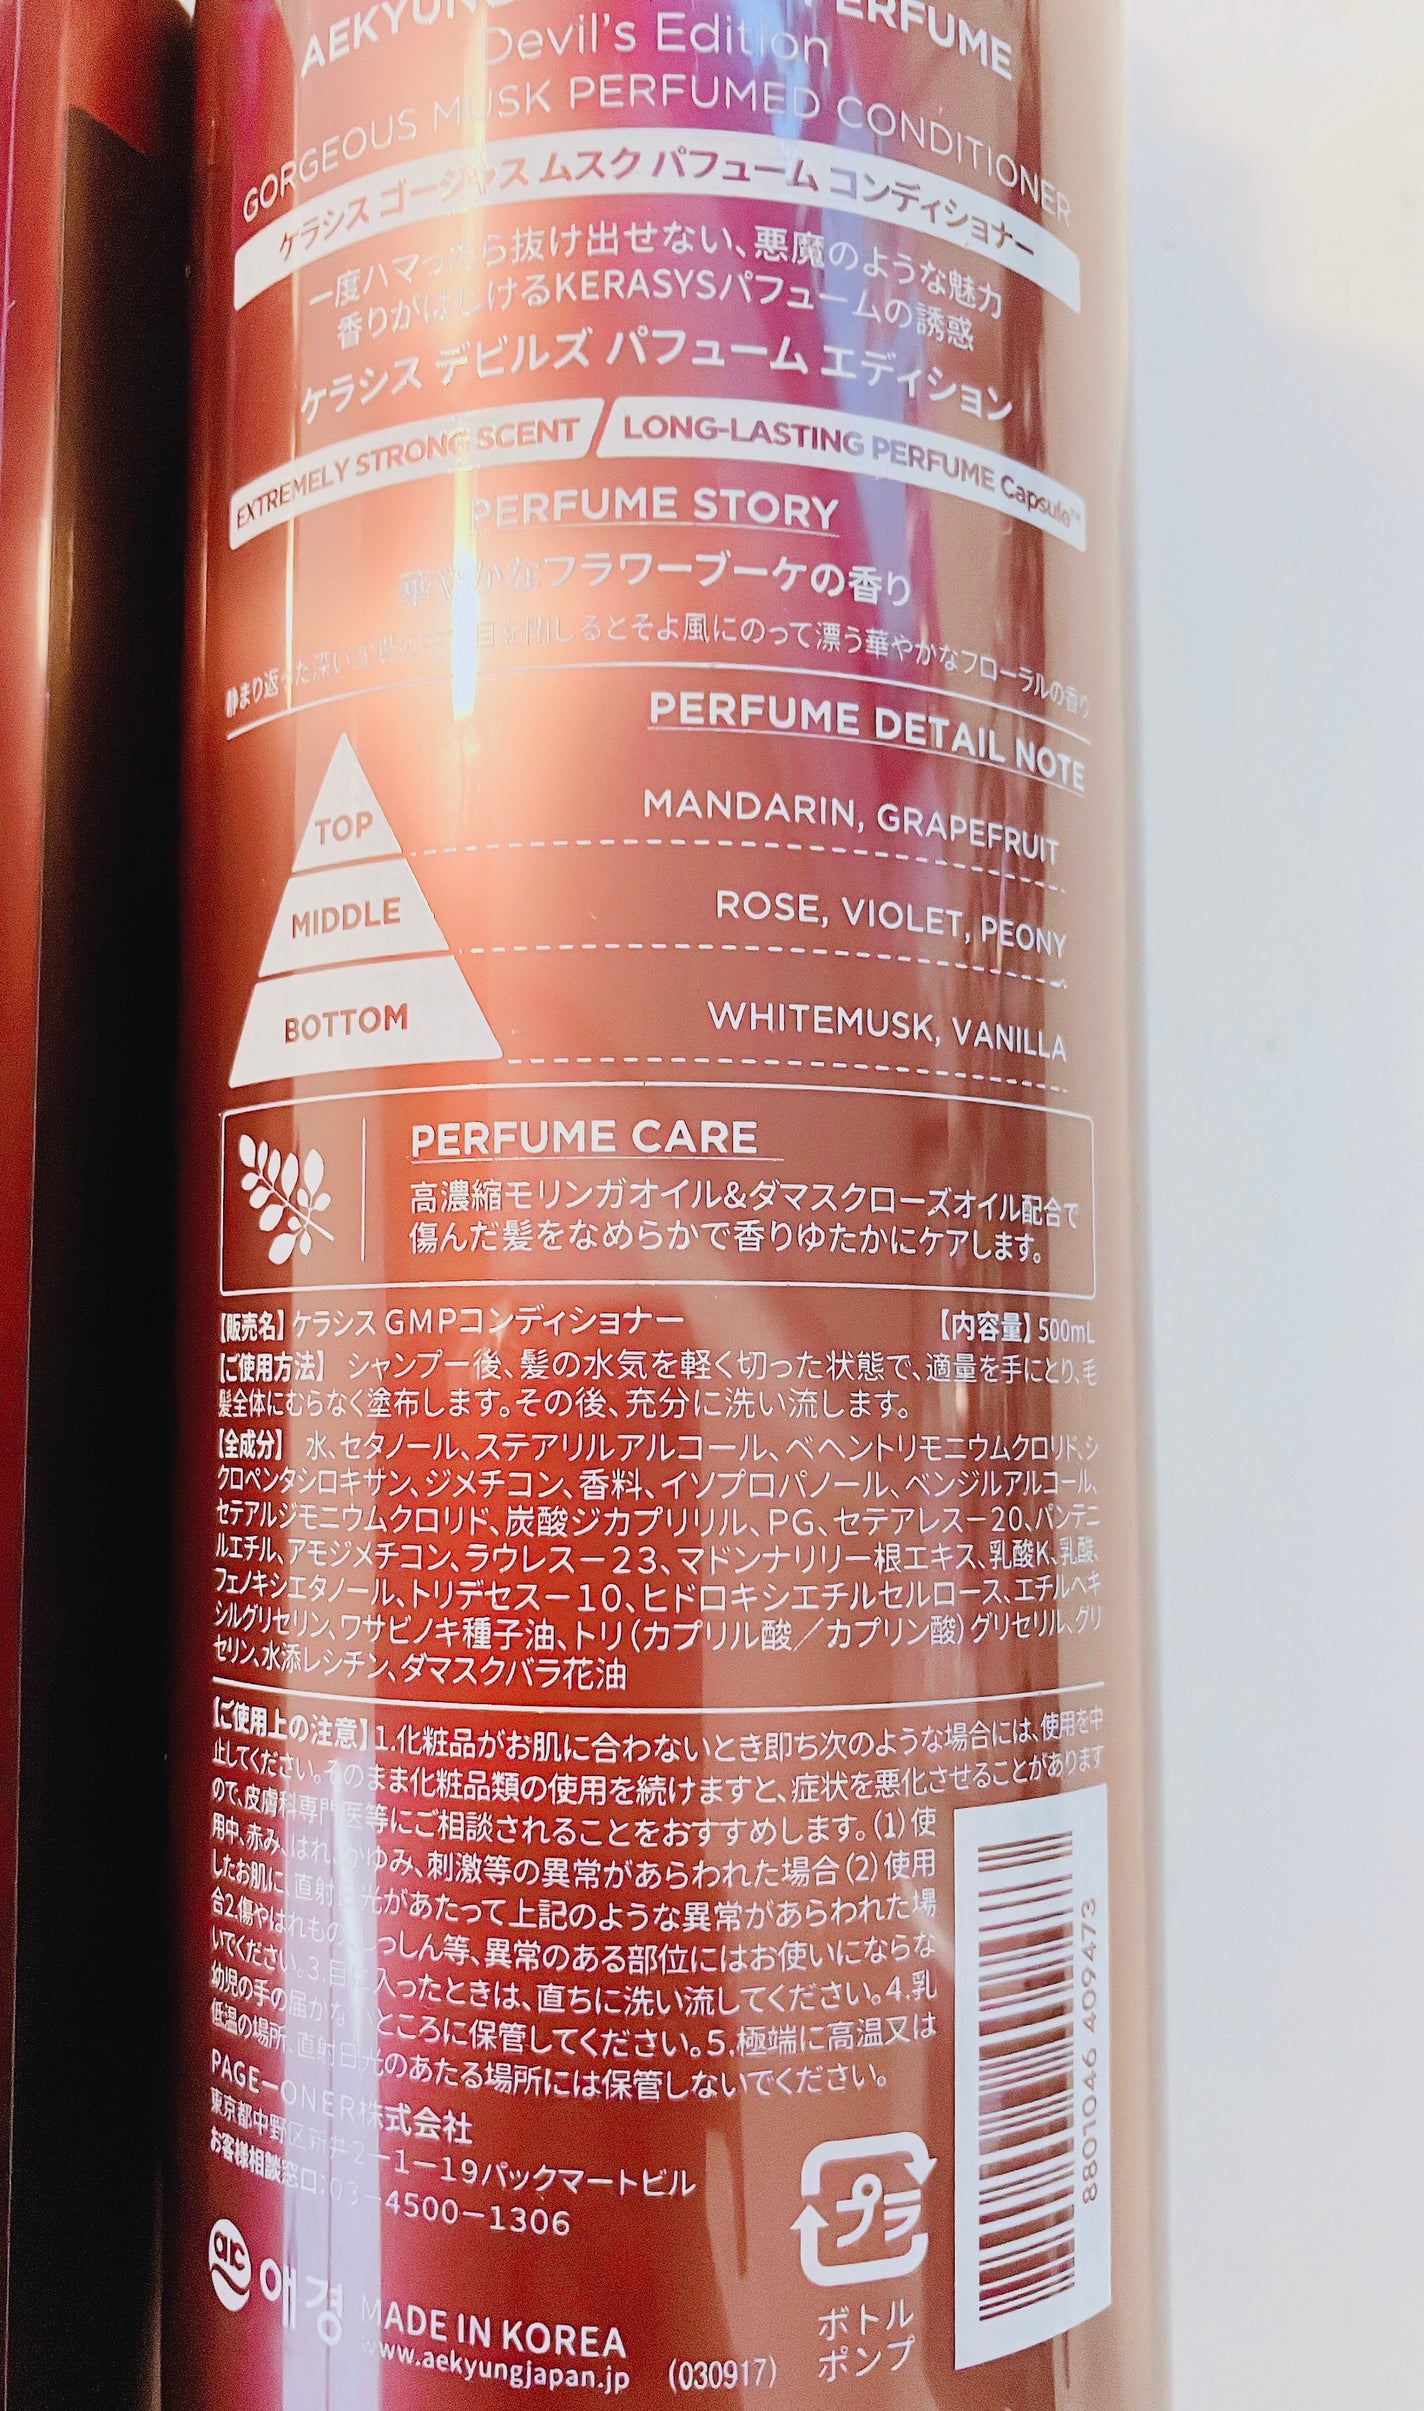 AEKYUNG PERFUME
Devil's Edition
GORGEOUS MUSK PERFUMED CONDITIONER
ケラシス ゴージャス ムスク パフューム コンディショナー
一度ハマったら抜け出せない、悪魔のような魅力
香りがはじけるKERASYSパフュームの誘惑
ケラシス デビルズ パフューム エディション
EXTREMELY STRONG SCENT / LONG-LASTING PERFUME Capsule™
PERFUME STORY
華やかなフラワーブーケの香り
静まり返った深い 目を閉じるとそよ風にのって漂う華やかなフローラルの香り
PERFUME DETAIL NOTE
TOP MANDARIN, GRAPEFRUIT
MIDDLE ROSE, VIOLET, PEONY
BOTTOM WHITEMUSK, VANILLA
PERFUME CARE
高濃縮モリンガオイル&ダマスクローズオイル配合で
傷んだ髪をなめらかで香りゆたかにケアします。
【販売名】ケラシス GMPコンディショナー 【内容量】500mL
【ご使用方法】 シャンプー後、髪の水気を軽く切った状態で、適量を手にとり、毛
髪全体にむらなく塗布します。その後、充分に洗い流します。
【全成分】 水、セタノール、ステアリルアルコール、ベヘントリモニウムクロリド、シ
クロペンタシロキサン、ジメチコン、香料、イソプロパノール、ベンジルアルコール、
セテアルジモニウムクロリド、炭酸ジカプリリル、PG、セテアレス－20、パンテニ
ルエチル、アモジメチコン、ラウレス－23、マドンナリリー根エキス、乳酸K、乳酸、
フェノキシエタノール、トリデセス－10、ヒドロキシエチルセルロース、エチルヘキ
シルグリセリン、ワサビノキ種子油、トリ(カプリル酸／カプリン酸)グリセリル、グリ
セリン、水添レシチン、ダマスクバラ花油
【ご使用上の注意】1.化粧品がお肌に合わないとき即ち次のような場合には、使用を中
止してください。そのまま化粧品類の使用を続けますと、症状を悪化させることがあります
ので、皮膚科専門医等にご相談されることをおすすめします。(1)使
用中、赤み、はれ、かゆみ、刺激等の異常があらわれた場合(2)使用
したお肌に、直射日光があたって上記のような異常があらわれた場
合2.傷やはれもの、しっしん等、異常のある部位にはお使いにならな
いでください。3.目に入ったときは、直ちに洗い流してください。4.乳
幼児の手の届かないところに保管してください。5.極端に高温又は
低温の場所、直射日光のあたる場所には保管しないでください。
PAGE－ONER株式会社
東京都中野区新井2－1－19パックマートビル
お客様相談窓口:03－4500－1306
애경 MADE IN KOREA
www.aekyungjapan.jp (030917)
プラ
ボトル
ポンプ
8801046 409473